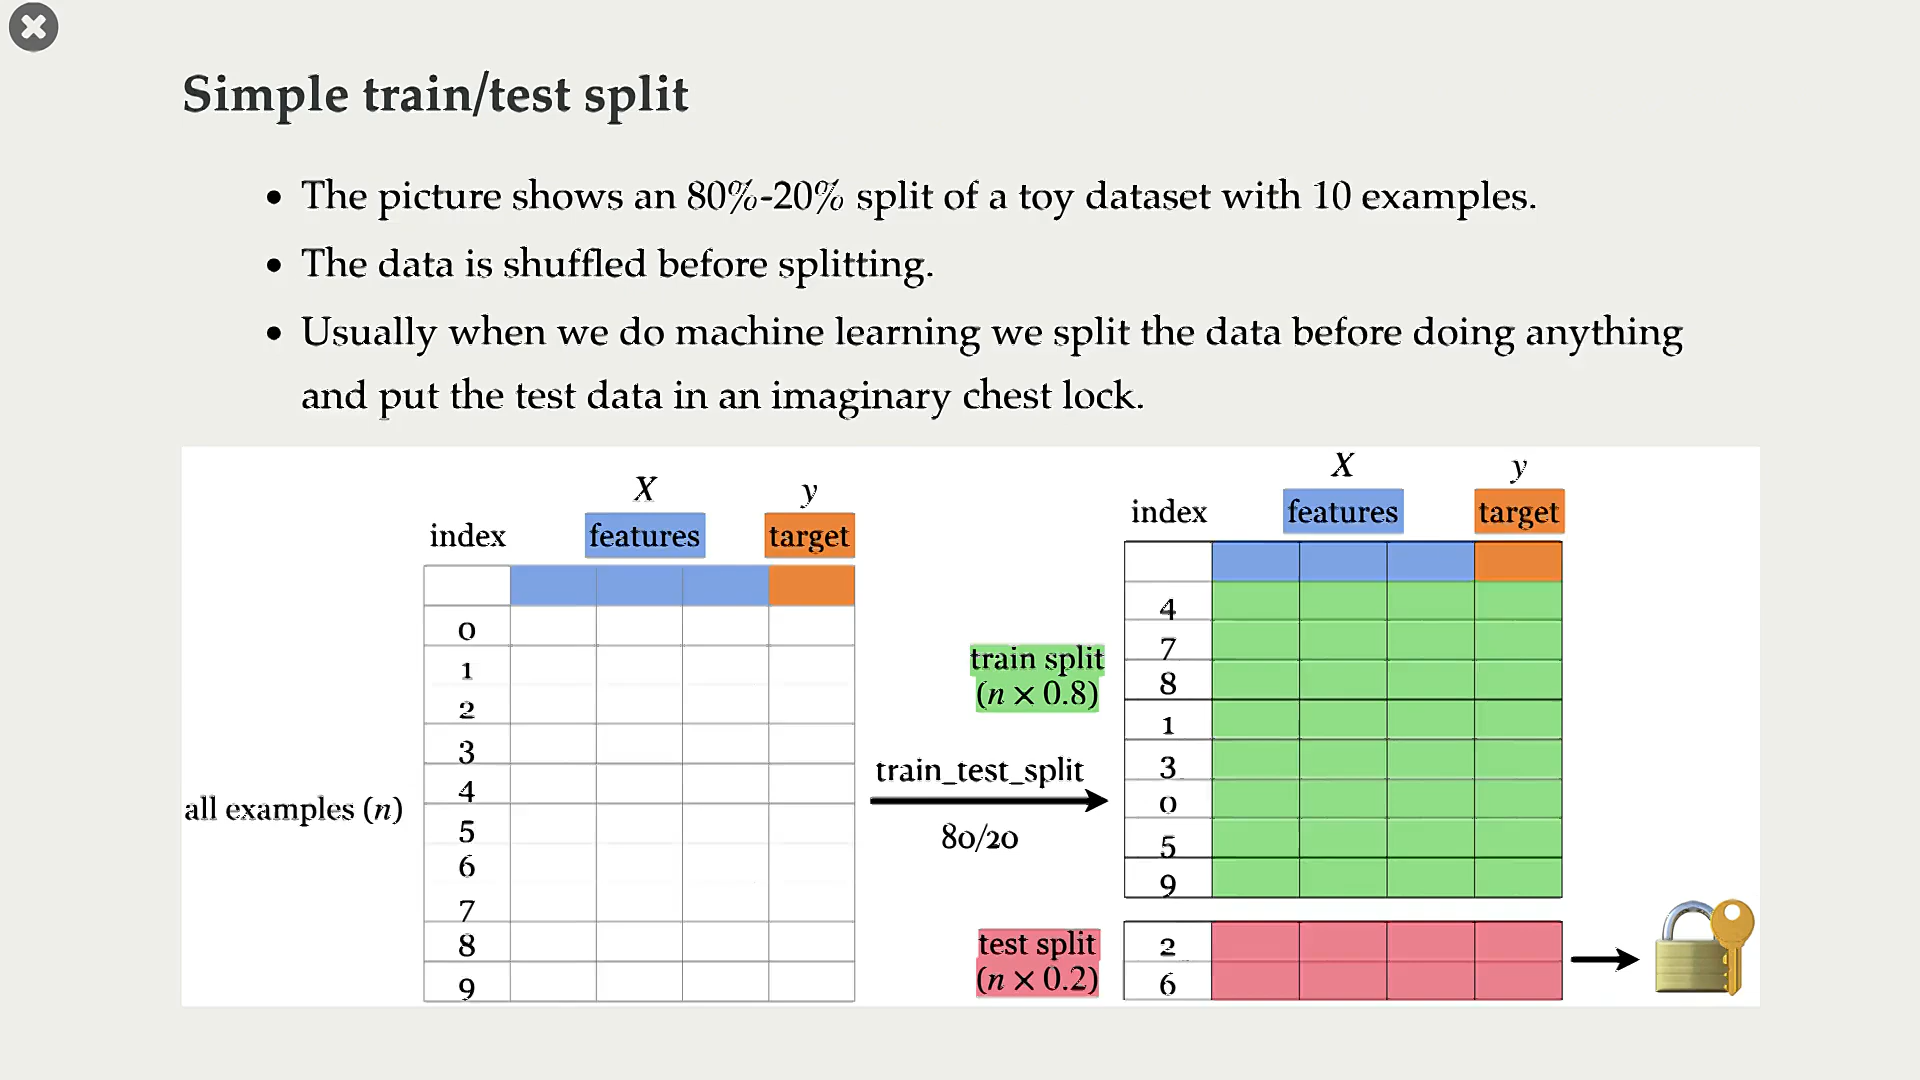 Simple train/test split
• The picture shows an 80%-20% split of a toy dataset with 10 examples.
• The data is shuffled before splitting.
• Usually when we do machine learning we split the data before doing anything
and put the test data in an imaginary chest lock.
X y
index features target
0
1
2
3
4
5
6
7
8
9
all examples (n)
train_test_split
80/20
X y
index features target
train split
(n × 0.8)
4
7
8
1
3
0
5
9
test split
(n × 0.2)
2
6